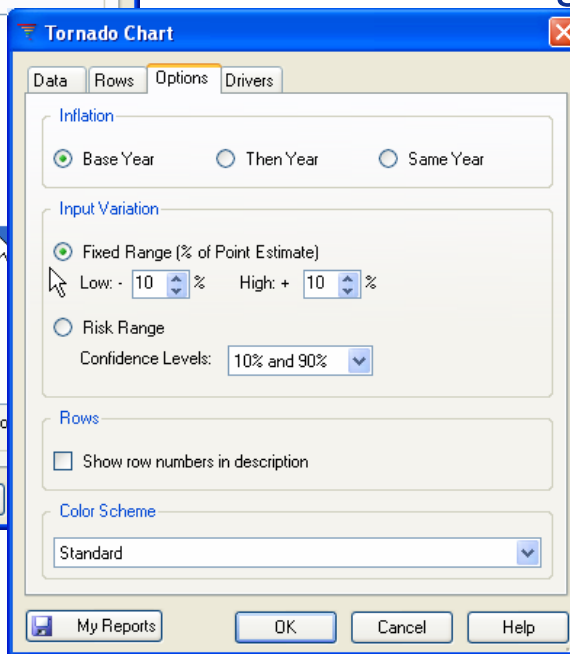 Tornado Chart
Data Rows Options Drivers
Inflation
Base Year Then Year Same Year
Input Variation
Fixed Range (% of Point Estimate)
Low: - 10 % High: + 10 %
Risk Range
Confidence Levels: 10% and 90%
Rows
Show row numbers in description
Color Scheme
Standard
My Reports OK Cancel Help